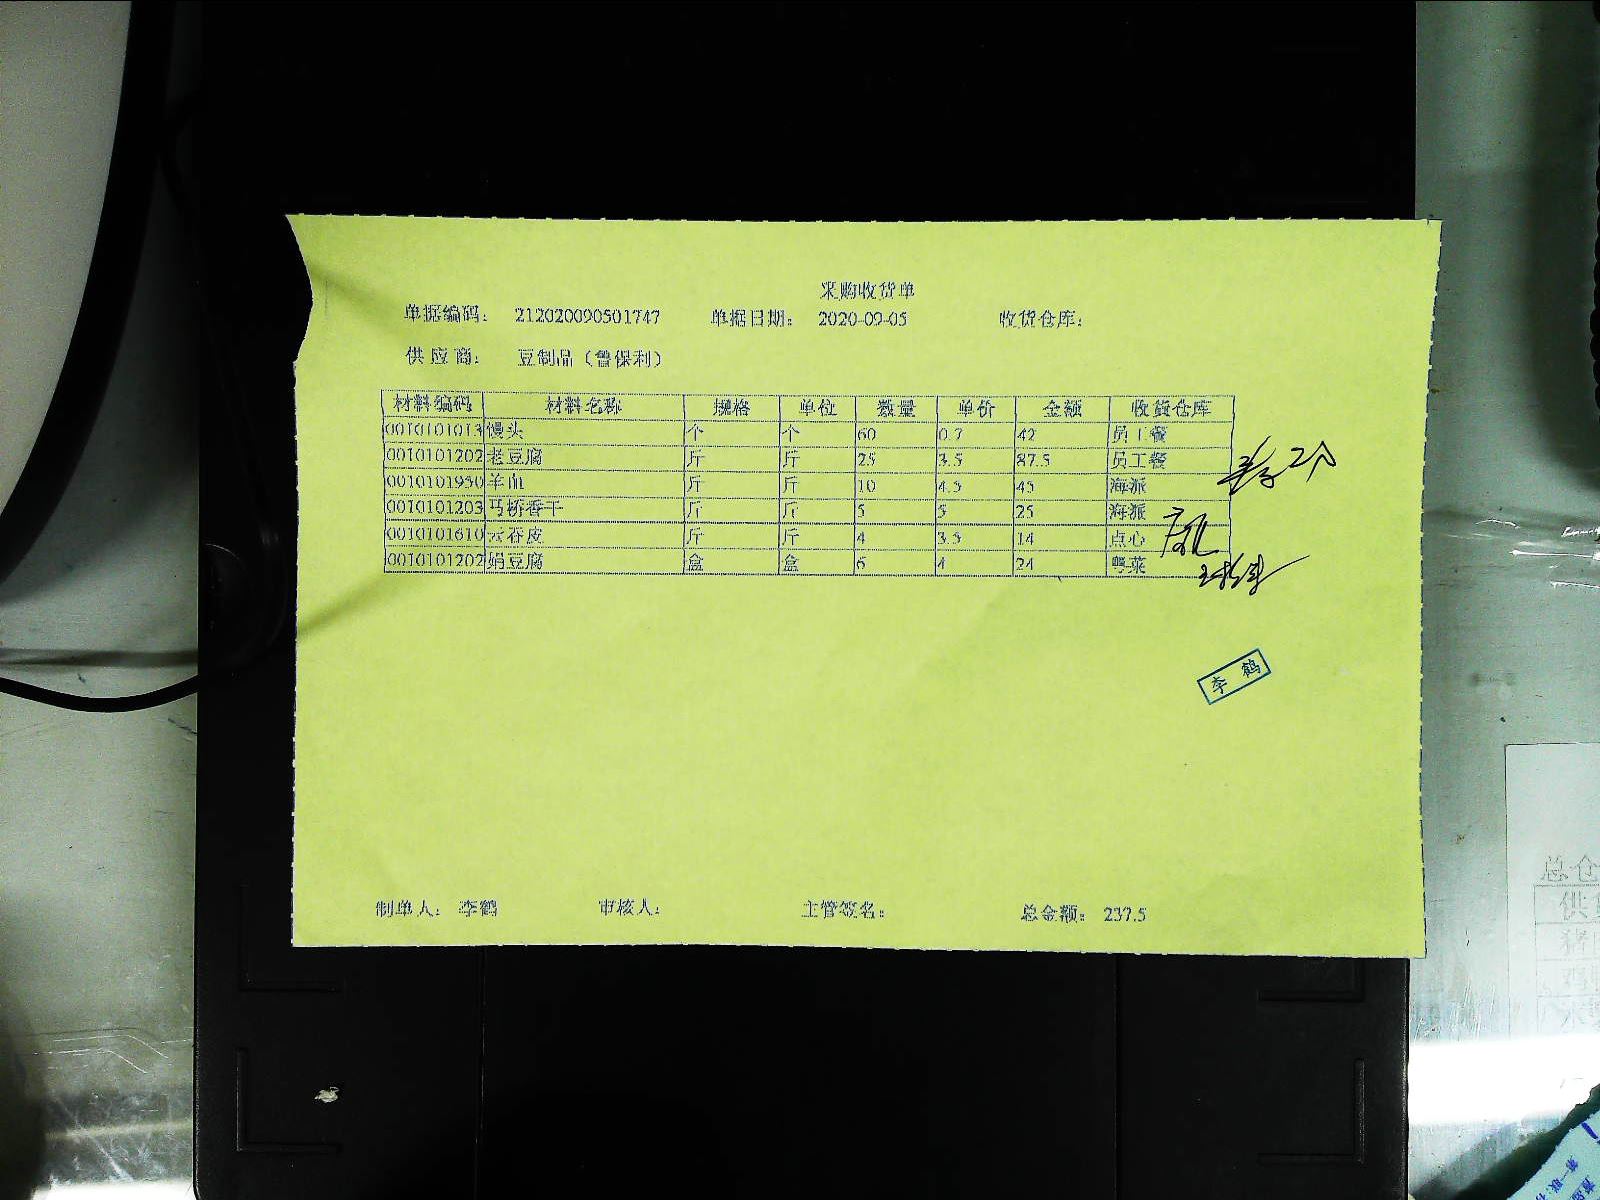 采购收货单
单据编码： 212020090501747 单据日期： 2020-09-05 收货仓库：
供应商： 豆制品（鲁保利）
材料编码 材料名称 规格 单位 数量 单价 金额 收货仓库
0010101013 馒头 个 个 60 0.7 42 员工餐
0010101202 老豆腐 斤 斤 25 3.5 87.5 员工餐
0010101950 羊血 斤 斤 10 4.5 45 海派
0010101203 马桥香干 斤 斤 5 5 25 海派
0010101610 云吞皮 斤 斤 4 3.5 14 点心
0010101202 绢豆腐 盒 盒 6 4 24 粤菜
李鹤
制单人： 李鹤 审核人： 主管签名： 总金额： 237.5
总仓